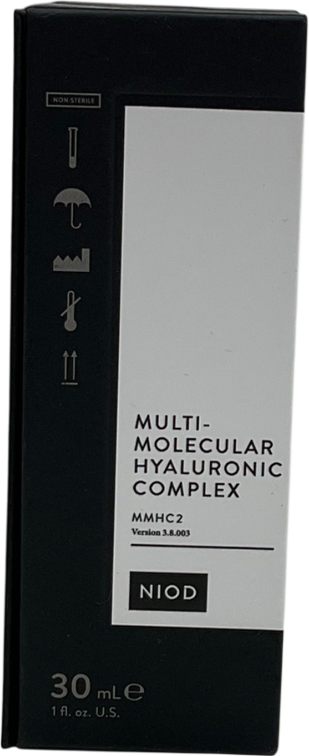 NON STERILE
MULTI-
MOLECULAR
HYALURONIC
COMPLEX
MMHC2
Version 3.8.003
NIOD
30 mL℮
1 fl. oz. U.S.